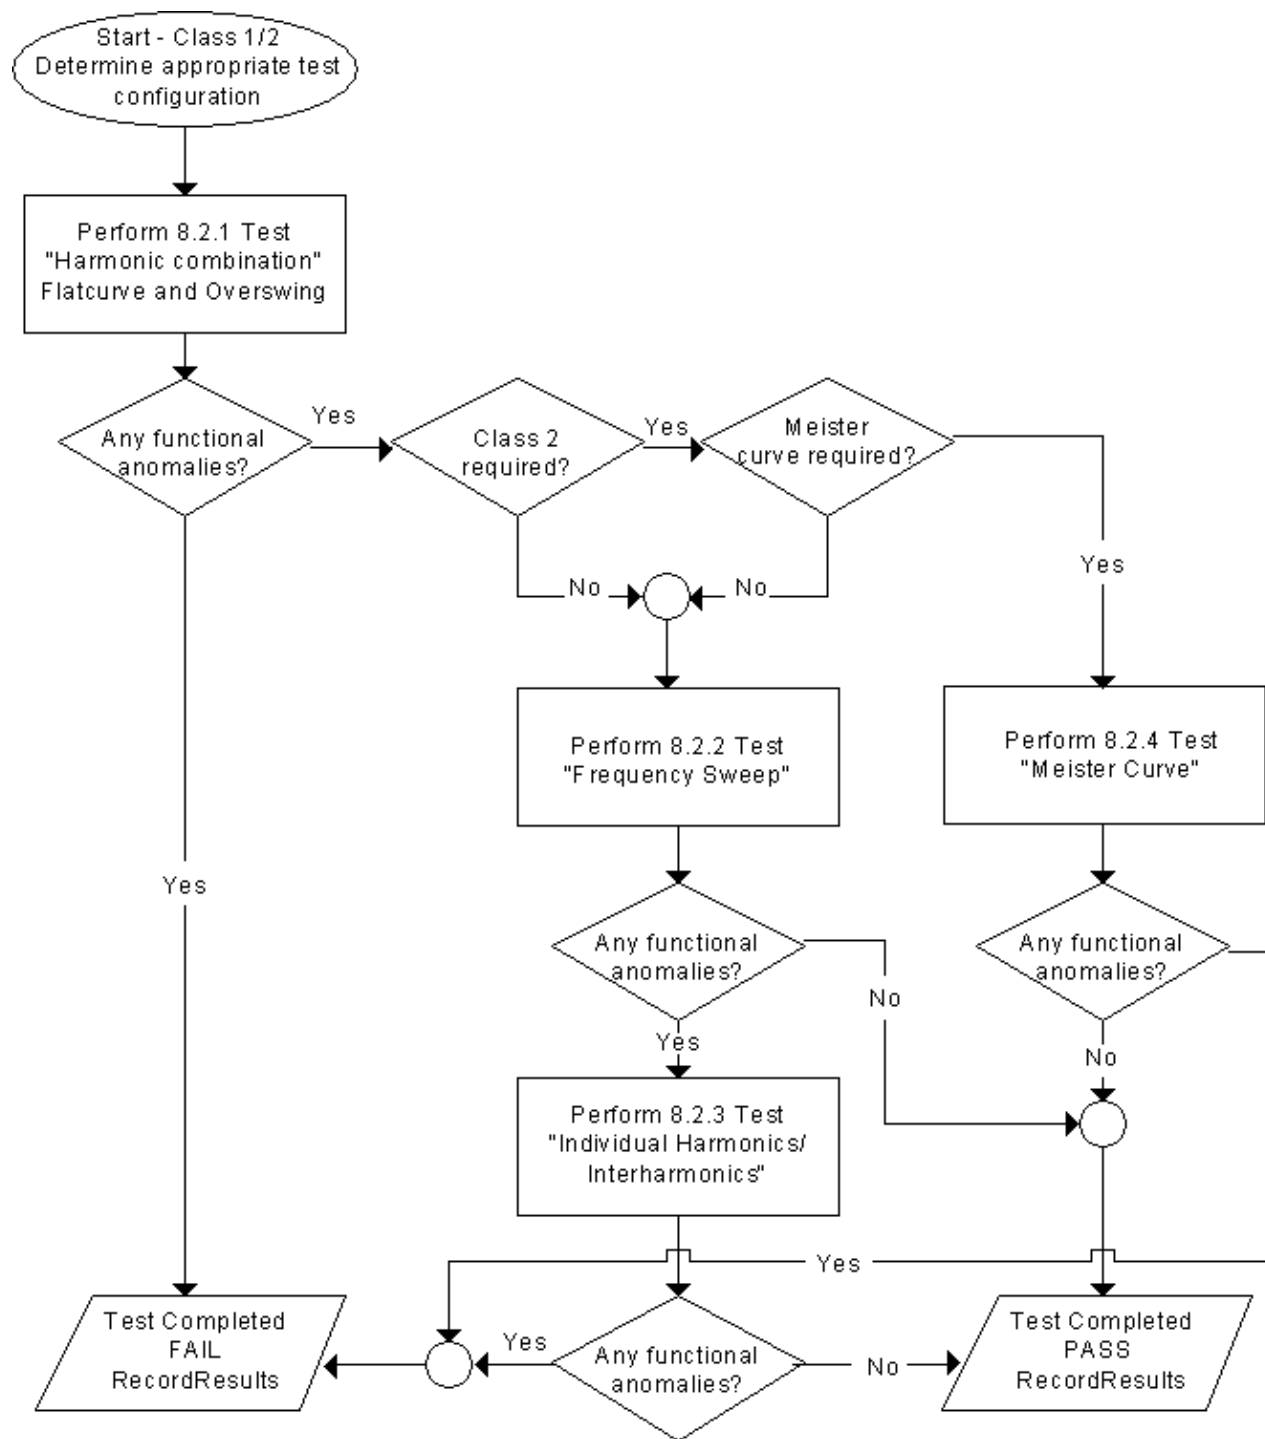 Start - Class 1/2
Determine appropriate test
configuration
Perform 8.2.1 Test
"Harmonic combination"
Flatcurve and Overswing
Any functional
anomalies?
Yes
Class 2
required?
Yes
Meister
curve required?
No
No
Yes
Perform 8.2.2 Test
"Frequency Sweep"
Perform 8.2.4 Test
"Meister Curve"
Yes
Any functional
anomalies?
No
Any functional
anomalies?
Yes
No
Perform 8.2.3 Test
"Individual Harmonics/
Interharmonics"
Yes
Test Completed
FAIL
RecordResults
Yes
Any functional
anomalies?
No
Test Completed
PASS
RecordResults